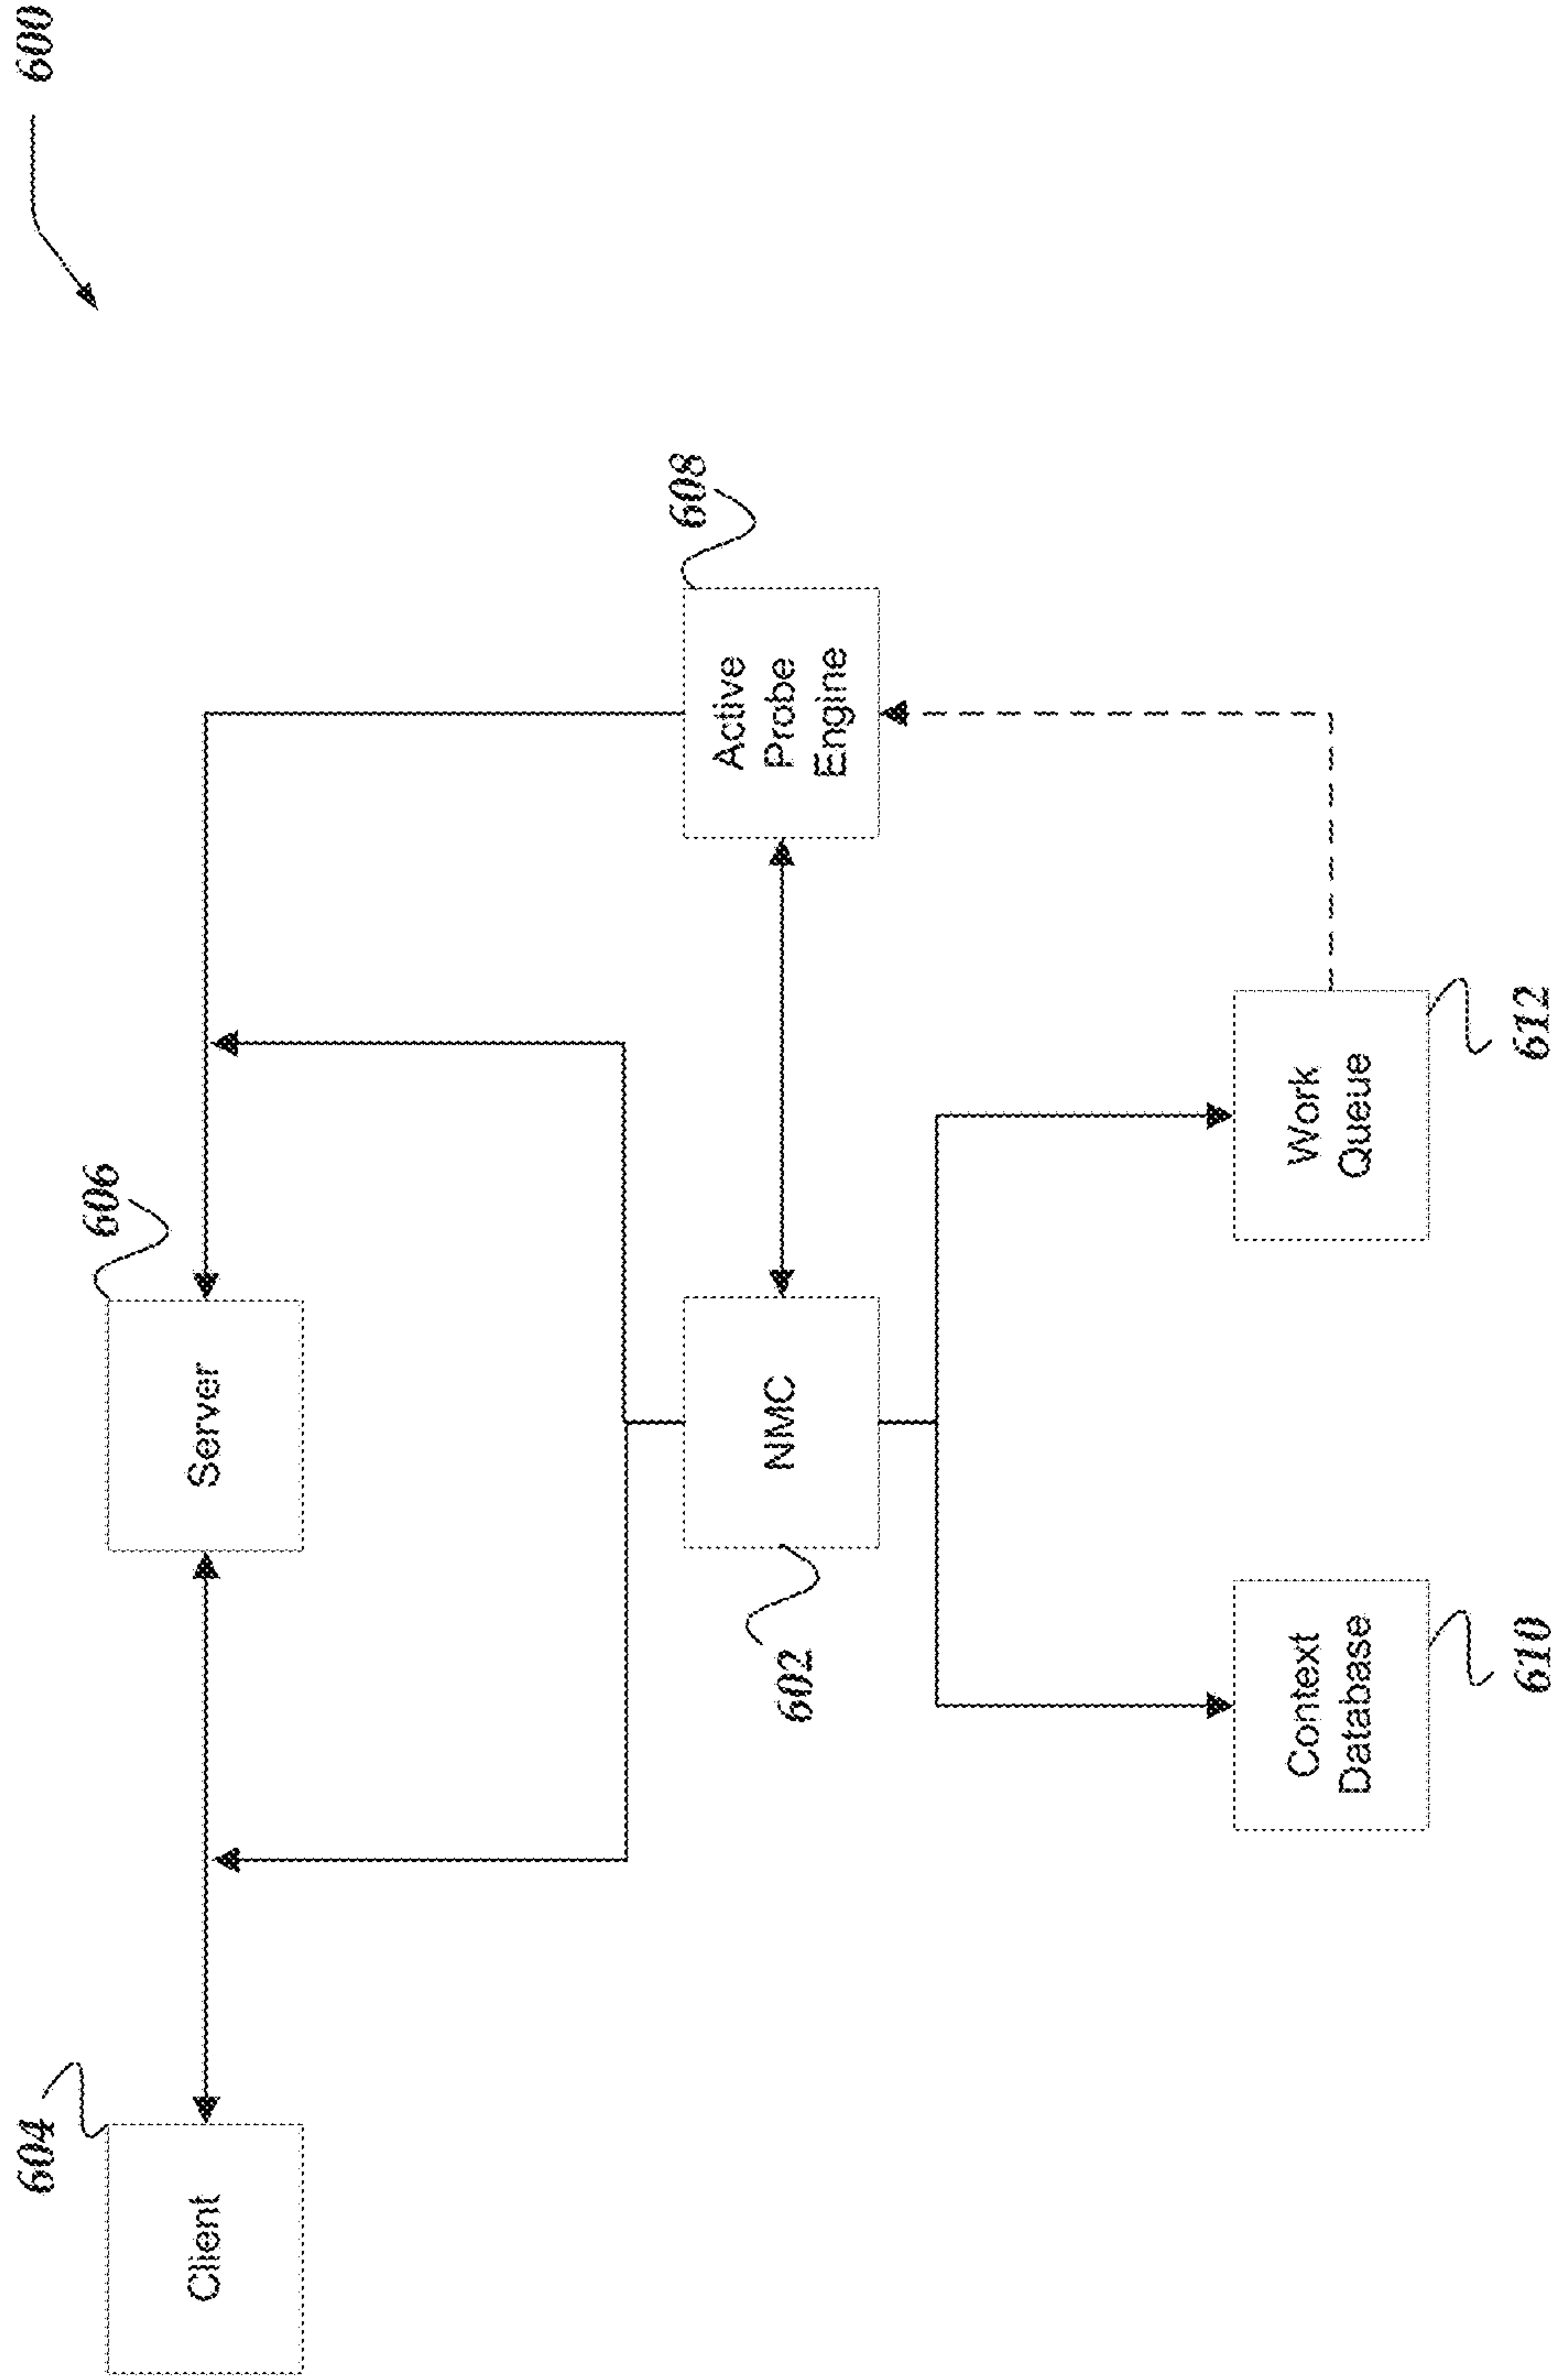 600
604
606
Client
Server
608
602
NMC
Active
Probe
Engine
Context
Database
Work
Queue
610
612